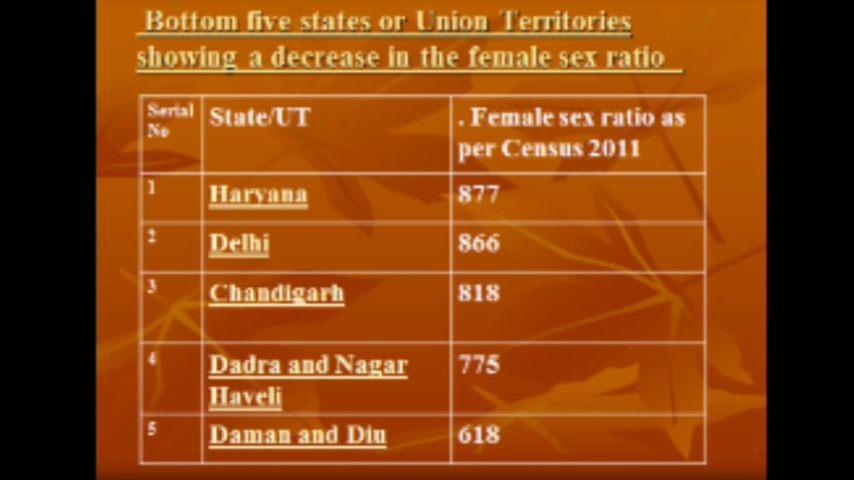 Bottom five states or Union Territories
showing a decrease in the female sex ratio
Serial No State/UT . Female sex ratio as per Census 2011
1 Haryana 877
2 Delhi 866
3 Chandigarh 818
4 Dadra and Nagar Haveli 775
5 Daman and Diu 618